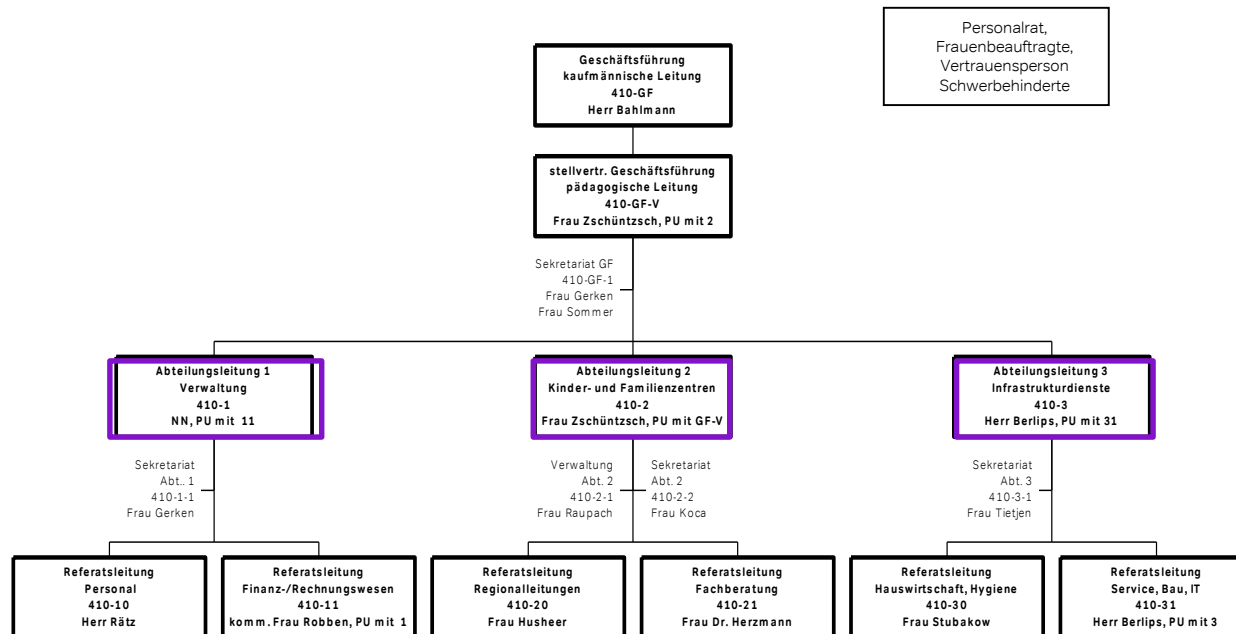 Personalrat,
Frauenbeauftragte,
Vertrauensperson
Schwerbehinderte
Geschäftsführung
kaufmännische Leitung
410-GF
Herr Bahlmann
stellvertr. Geschäftsführung
pädagogische Leitung
410-GF-V
Frau Zschüntzsch, PU mit 2
Sekretariat GF
410-GF-1
Frau Gerken
Frau Sommer
Abteilungsleitung 1
Verwaltung
410-1
NN, PU mit 11
Abteilungsleitung 2
Kinder- und Familienzentren
410-2
Frau Zschüntzsch, PU mit GF-V
Abteilungsleitung 3
Infrastrukturdienste
410-3
Herr Berlips, PU mit 31
Sekretariat
Abt.. 1
410-1-1
Frau Gerken
Verwaltung
Abt. 2
410-2-1
Frau Raupach
Sekretariat
Abt. 2
410-2-2
Frau Koca
Sekretariat
Abt. 3
410-3-1
Frau Tietjen
Referatsleitung
Personal
410-10
Herr Rätz
Referatsleitung
Finanz-/Rechnungswesen
410-11
komm. Frau Robben, PU mit 1
Referatsleitung
Regionalleitungen
410-20
Frau Husheer
Referatsleitung
Fachberatung
410-21
Frau Dr. Herzmann
Referatsleitung
Hauswirtschaft, Hygiene
410-30
Frau Stubakow
Referatsleitung
Service, Bau, IT
410-31
Herr Berlips, PU mit 3